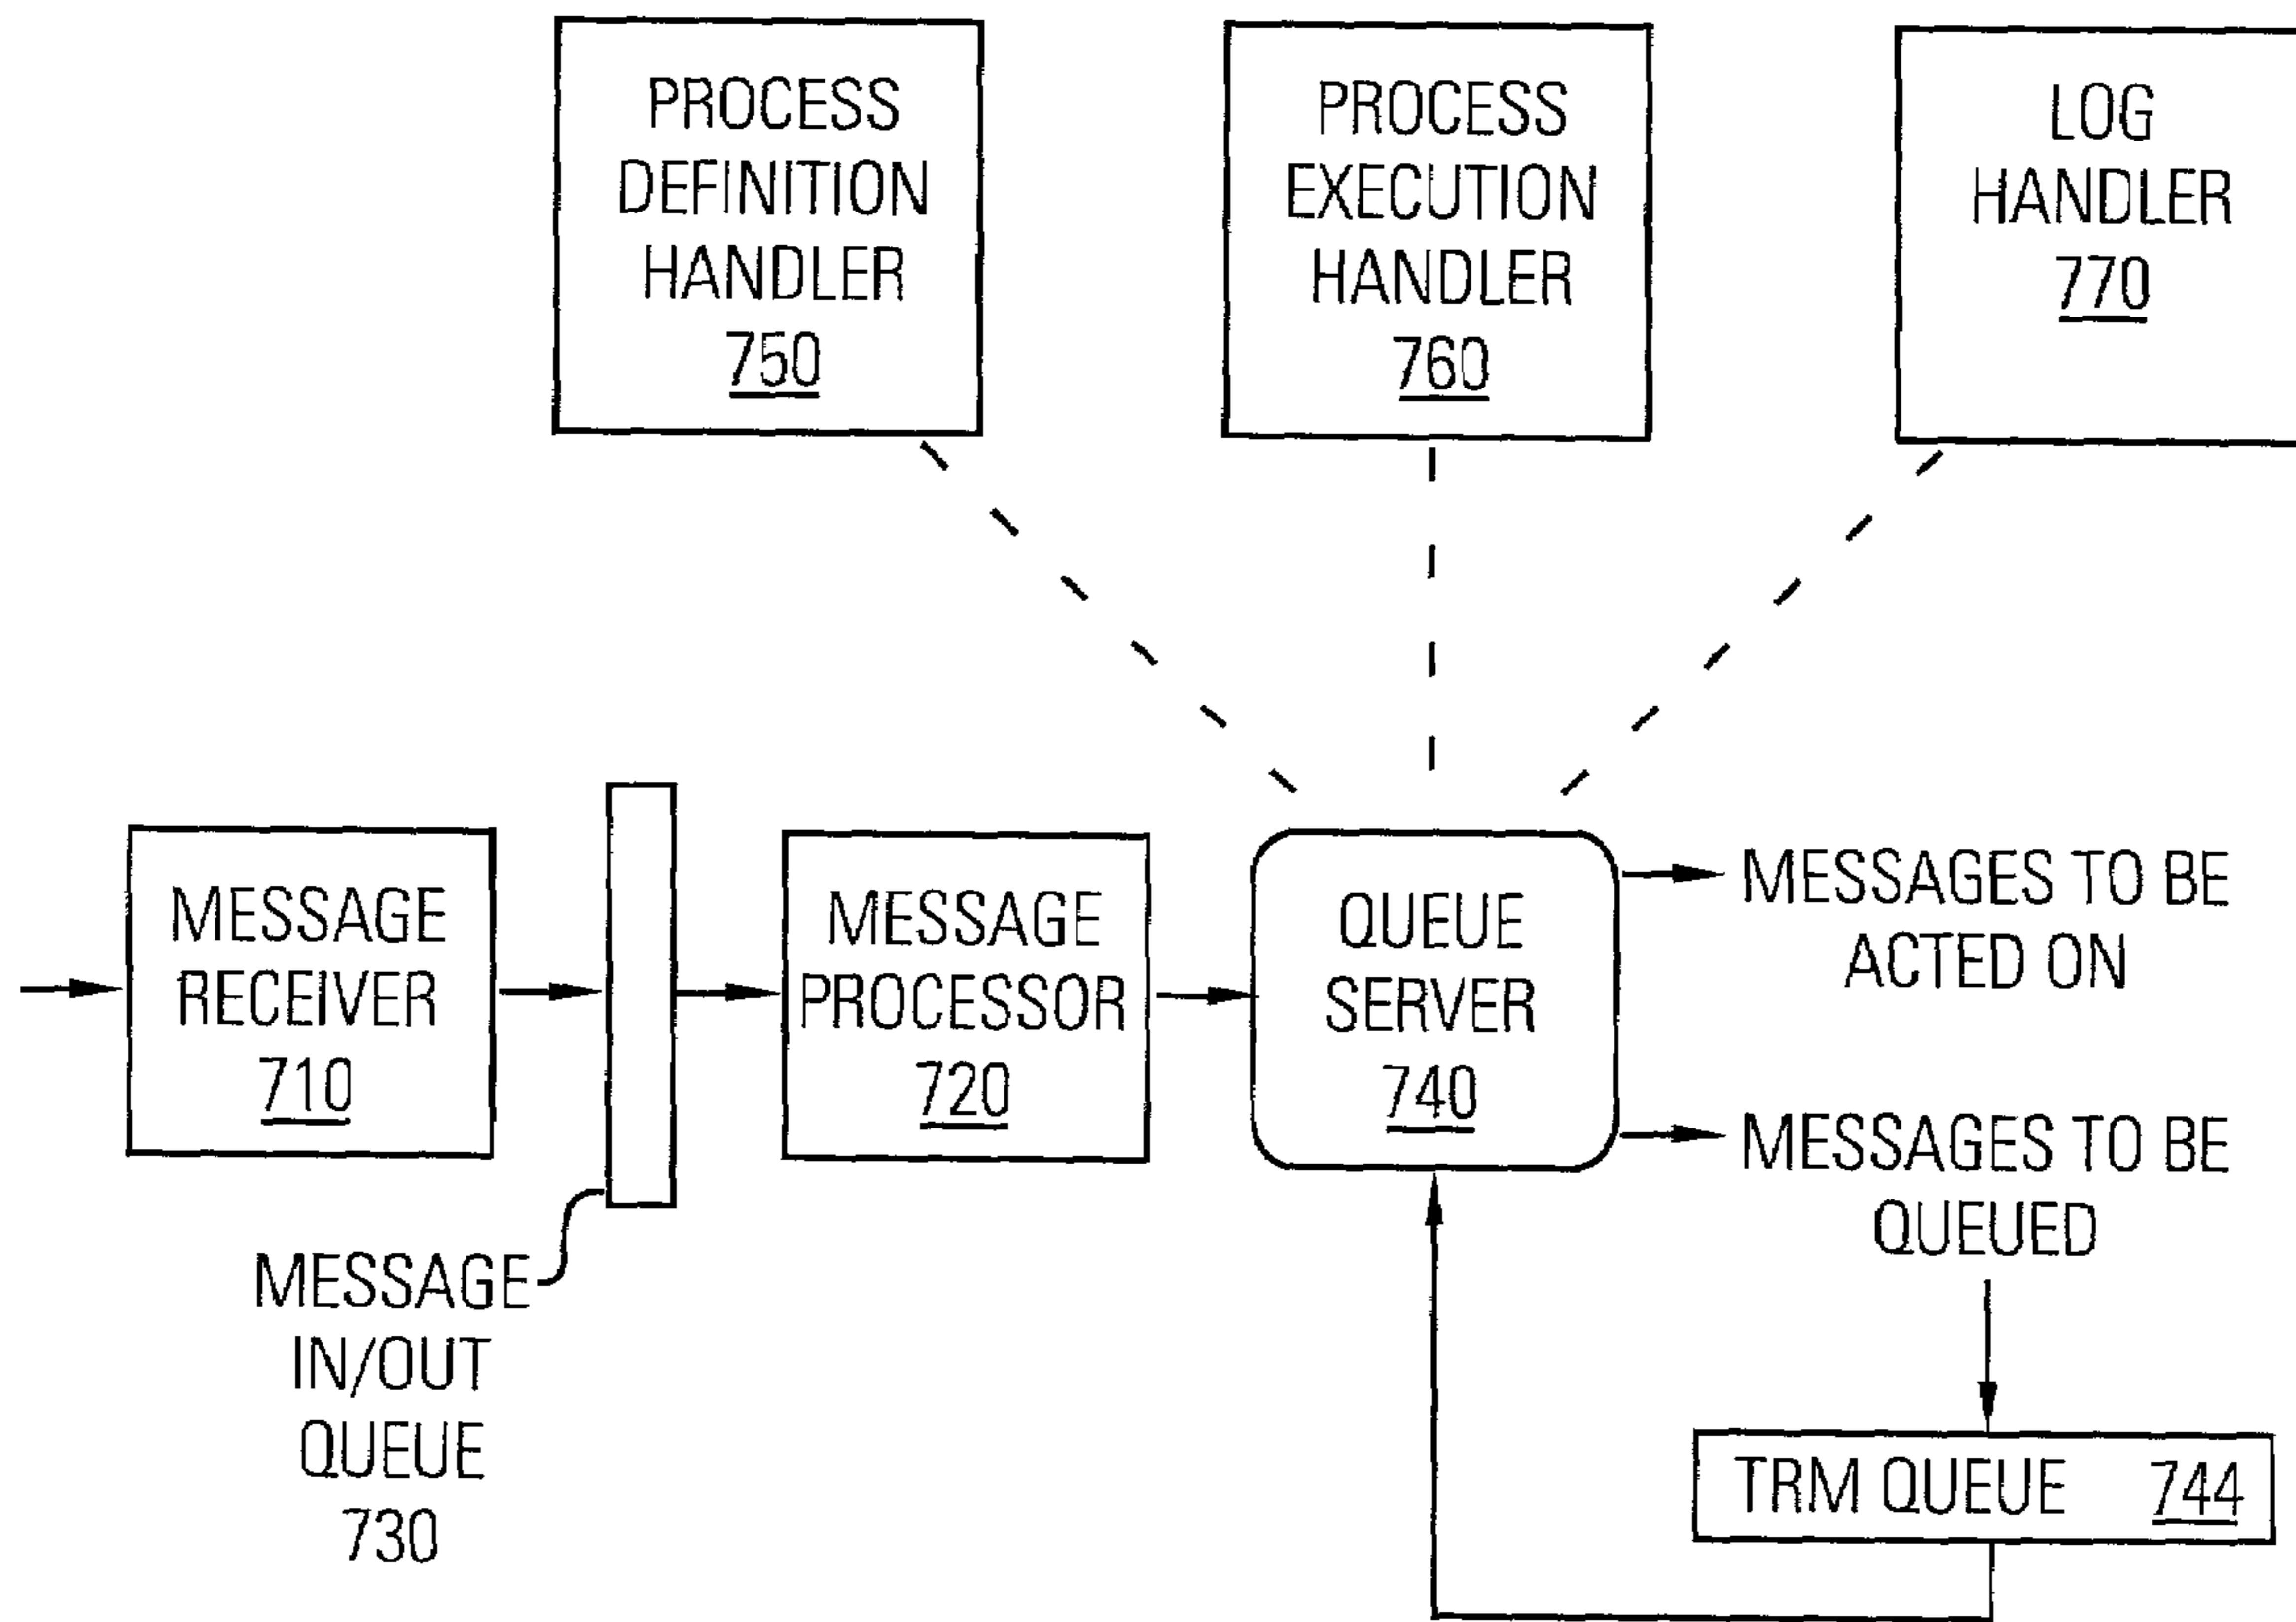 PROCESS
DEFINITION
HANDLER
750
PROCESS
EXECUTION
HANDLER
760
LOG
HANDLER
770
MESSAGE
RECEIVER
710
MESSAGE
IN/OUT
QUEUE
730
MESSAGE
PROCESSOR
720
QUEUE
SERVER
740
MESSAGES TO BE
ACTED ON
MESSAGES TO BE
QUEUED
TRM QUEUE 744